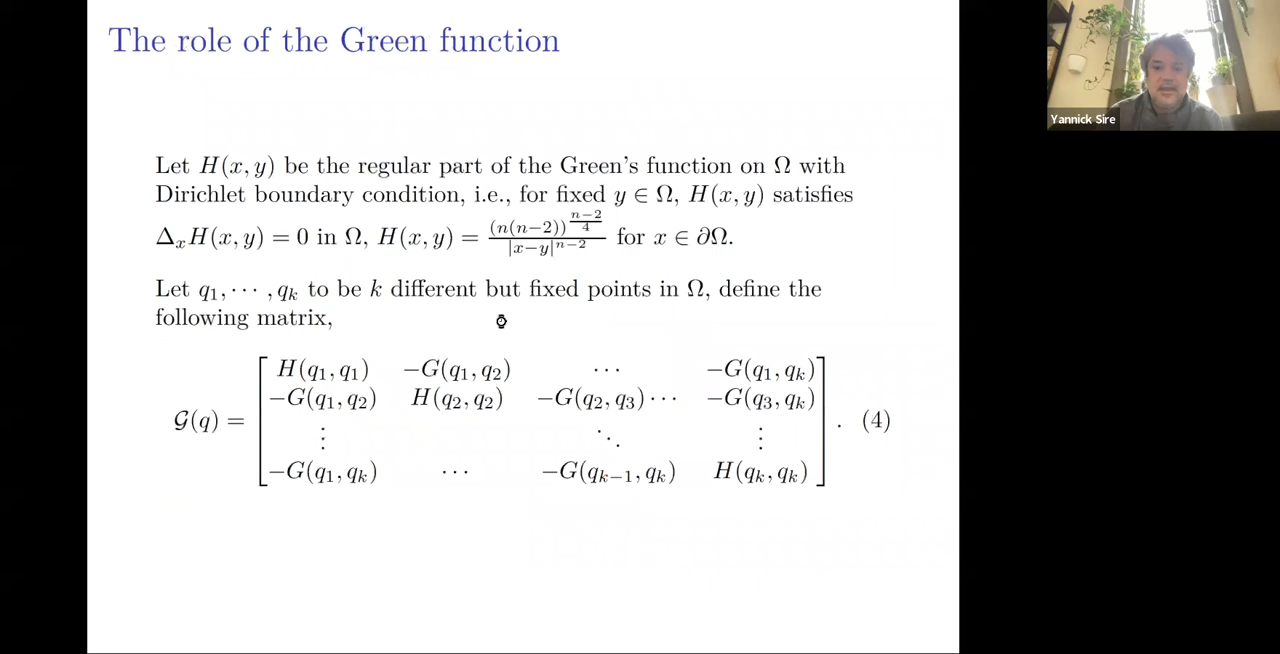 The role of the Green function
Let H(x, y) be the regular part of the Green's function on Ω with
Dirichlet boundary condition, i.e., for fixed y ∈ Ω, H(x, y) satisfies
Δ_x H(x, y) = 0 in Ω, H(x, y) = (n(n−2))^{(n−2)/4} / |x−y|^{n−2} for x ∈ ∂Ω.
Let q_1, ⋯ , q_k to be k different but fixed points in Ω, define the
following matrix,
H(q_1, q_1) −G(q_1, q_2) ⋯ −G(q_1, q_k)
−G(q_1, q_2) H(q_2, q_2) −G(q_2, q_3) ⋯ −G(q_3, q_k)
𝒢(q) = ⋮ ⋱ ⋮ . (4)
−G(q_1, q_k) ⋯ −G(q_{k−1}, q_k) H(q_k, q_k)
Yannick Sire